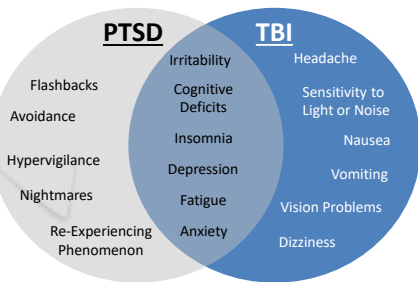 PTSD
TBI
Flashbacks
Avoidance
Hypervigilance
Nightmares
Re-Experiencing
Phenomenon
Irritability
Cognitive
Deficits
Insomnia
Depression
Fatigue
Anxiety
Headache
Sensitivity to
Light or Noise
Nausea
Vomiting
Vision Problems
Dizziness